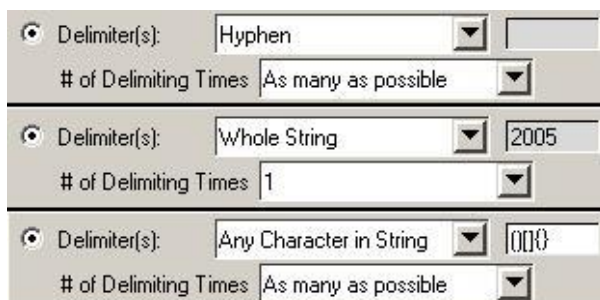 Delimiter(s): Hyphen
# of Delimiting Times As many as possible
Delimiter(s): Whole String 2005
# of Delimiting Times 1
Delimiter(s): Any Character in String ()[]{}
# of Delimiting Times As many as possible